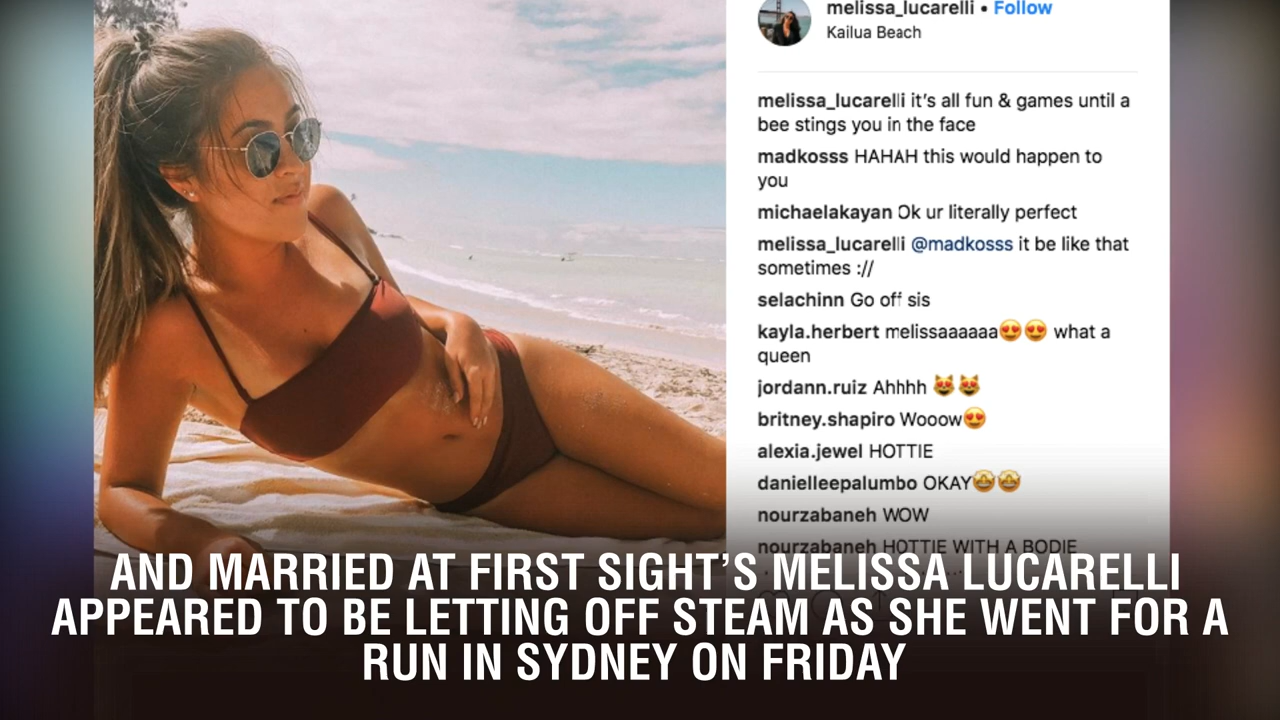 melissa_lucarelli • Follow
Kailua Beach
melissa_lucarelli it's all fun & games until a
bee stings you in the face
madkosss HAHAH this would happen to
you
michaelakayan Ok ur literally perfect
melissa_lucarelli @madkosss it be like that
sometimes ://
selachinn Go off sis
kayla.herbert melissaaaaaa😍😍 what a
queen
jordann.ruiz Ahhhh 😻😻
britney.shapiro Wooow😍
alexia.jewel HOTTIE
danielleepalumbo OKAY🤩🤩
nourzabaneh WOW
nourzabaneh HOTTIE WITH A BODIE
AND MARRIED AT FIRST SIGHT’S MELISSA LUCARELLI
APPEARED TO BE LETTING OFF STEAM AS SHE WENT FOR A
RUN IN SYDNEY ON FRIDAY